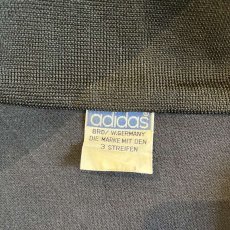 adidas
BRD/W.GERMANY
DIE MARKE MIT DEN
3 STREIFEN